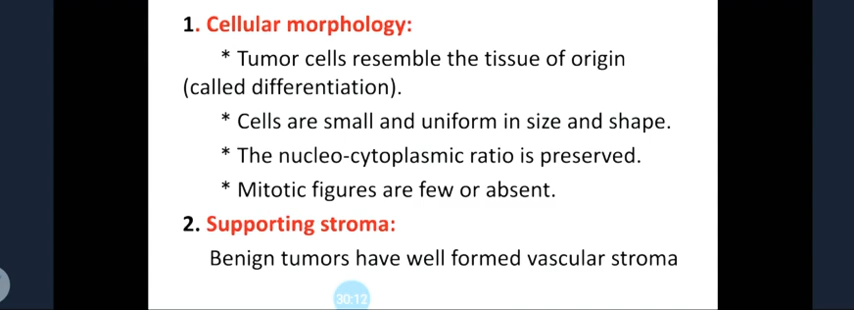 1. Cellular morphology:
* Tumor cells resemble the tissue of origin
(called differentiation).
* Cells are small and uniform in size and shape.
* The nucleo-cytoplasmic ratio is preserved.
* Mitotic figures are few or absent.
2. Supporting stroma:
Benign tumors have well formed vascular stroma
30:12